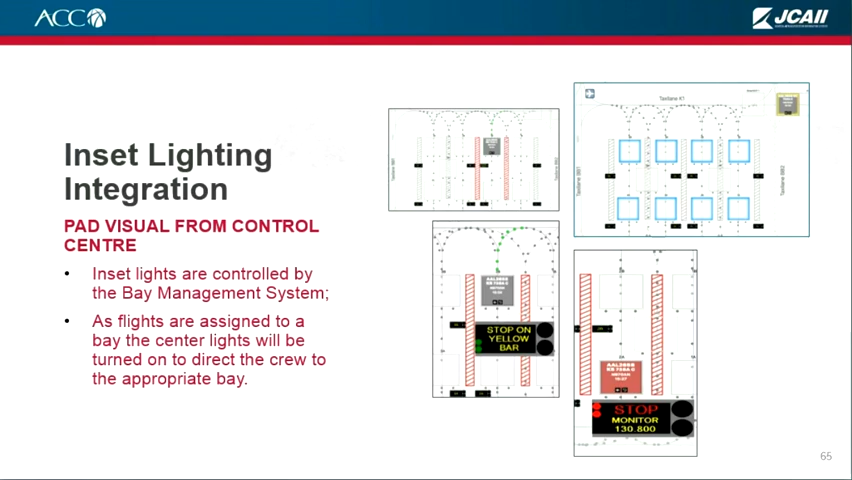 ACC
JCAII
Inset Lighting
Integration
PAD VISUAL FROM CONTROL
CENTRE
• Inset lights are controlled by
the Bay Management System;
• As flights are assigned to a
bay the center lights will be
turned on to direct the crew to
the appropriate bay.
Taxilane K7
STOP ON
YELLOW
BAR
STOP
MONITOR
130.800
65